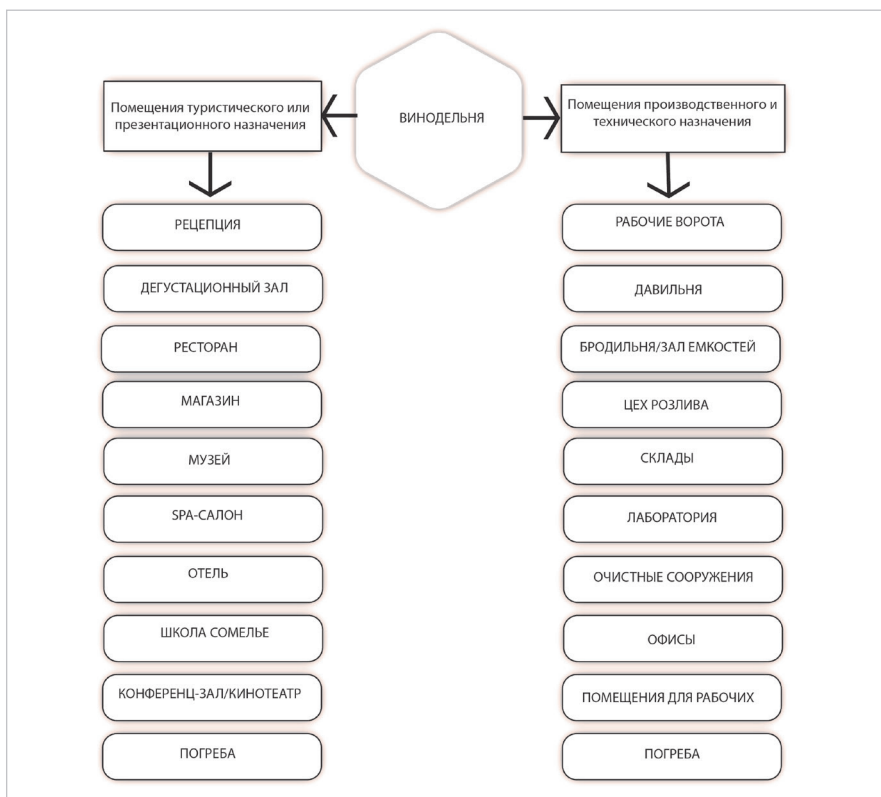 ВИНОДЕЛЬНЯ
Помещения туристического или
презентационного назначения
РЕЦЕПЦИЯ
ДЕГУСТАЦИОННЫЙ ЗАЛ
РЕСТОРАН
МАГАЗИН
МУЗЕЙ
SPA-САЛОН
ОТЕЛЬ
ШКОЛА СОМЕЛЬЕ
КОНФЕРЕНЦ-ЗАЛ/КИНОТЕАТР
ПОГРЕБА
Помещения производственного и
технического назначения
РАБОЧИЕ ВОРОТА
ДАВИЛЬНЯ
БРОДИЛЬНЯ/ЗАЛ ЕМКОСТЕЙ
ЦЕХ РОЗЛИВА
СКЛАДЫ
ЛАБОРАТОРИЯ
ОЧИСТНЫЕ СООРУЖЕНИЯ
ОФИСЫ
ПОМЕЩЕНИЯ ДЛЯ РАБОЧИХ
ПОГРЕБА